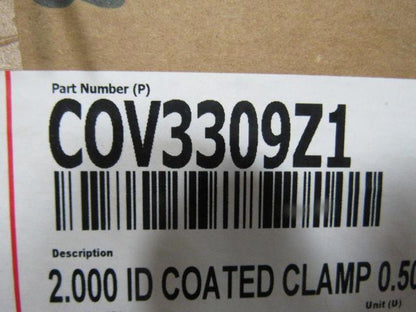 Part Number (P)
COV3309Z1
Description
2.000 ID COATED CLAMP 0.50
Unit (U)